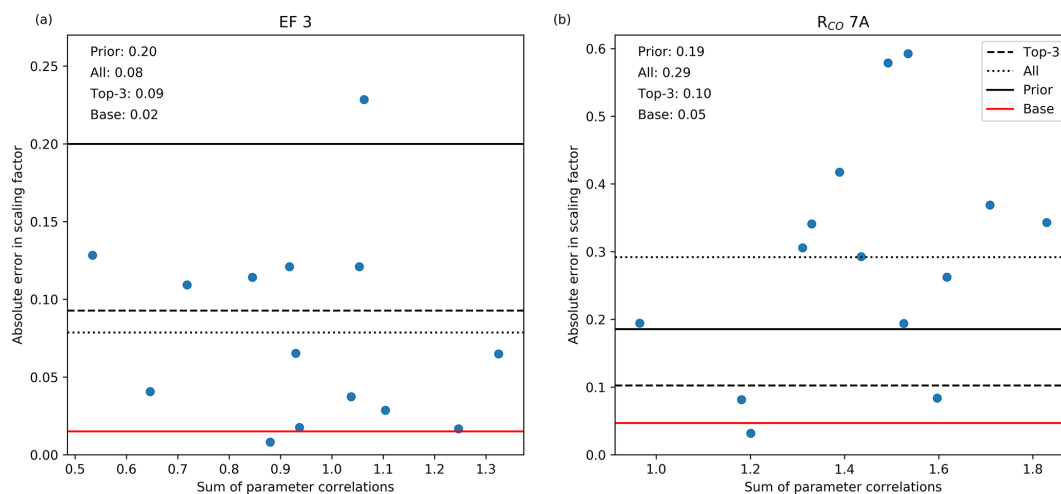 (a)
EF 3
Prior: 0.20
All: 0.08
Top-3: 0.09
Base: 0.02
0.25
0.20
0.15
0.10
0.05
0.00
Absolute error in scaling factor
0.5 0.6 0.7 0.8 0.9 1.0 1.1 1.2 1.3
Sum of parameter correlations
(b)
R_CO 7A
Prior: 0.19
All: 0.29
Top-3: 0.10
Base: 0.05
Top-3
All
Prior
Base
0.6
0.5
0.4
0.3
0.2
0.1
0.0
Absolute error in scaling factor
1.0 1.2 1.4 1.6 1.8
Sum of parameter correlations